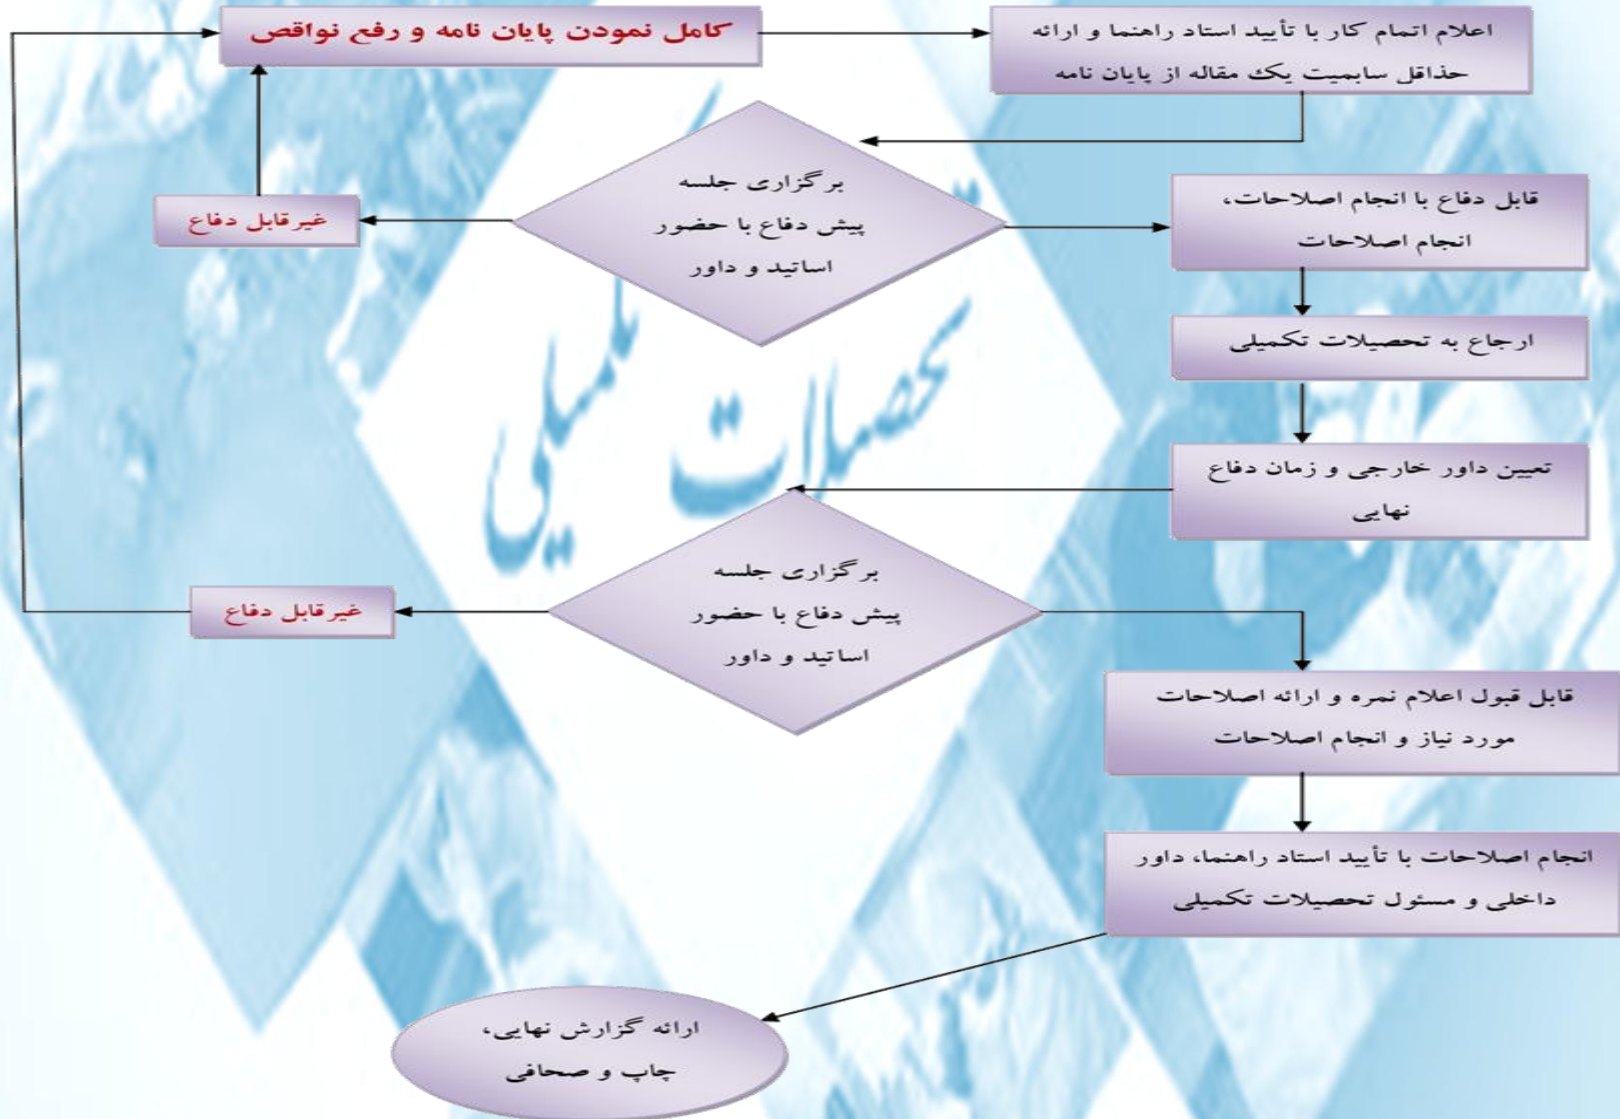 کامل نمودن پایان نامه و رفع نواقص
اعلام اتمام کار با تأیید استاد راهنما و ارائه
حذاقل سابمیت یک مقاله از پایان نامه
برگزاری جلسه
پیش دفاع با حضور
اساتید و داور
غیرقابل دفاع
قابل دفاع با انجام اصلاحات،
انجام اصلاحات
ارجاع به تحصیلات تکمیلی
تحصیلات تکمیلی
تعیین داور خارجی و زمان دفاع
نهایی
برگزاری جلسه
پیش دفاع با حضور
اساتید و داور
غیرقابل دفاع
قابل قبول اعلام نمره و ارائه اصلاحات
مورد نیاز و انجام اصلاحات
انجام اصلاحات با تأیید استاد راهنما، داور
داخلی و مسئول تحصیلات تکمیلی
ارائه گزارش نهایی،
چاپ و صحافی